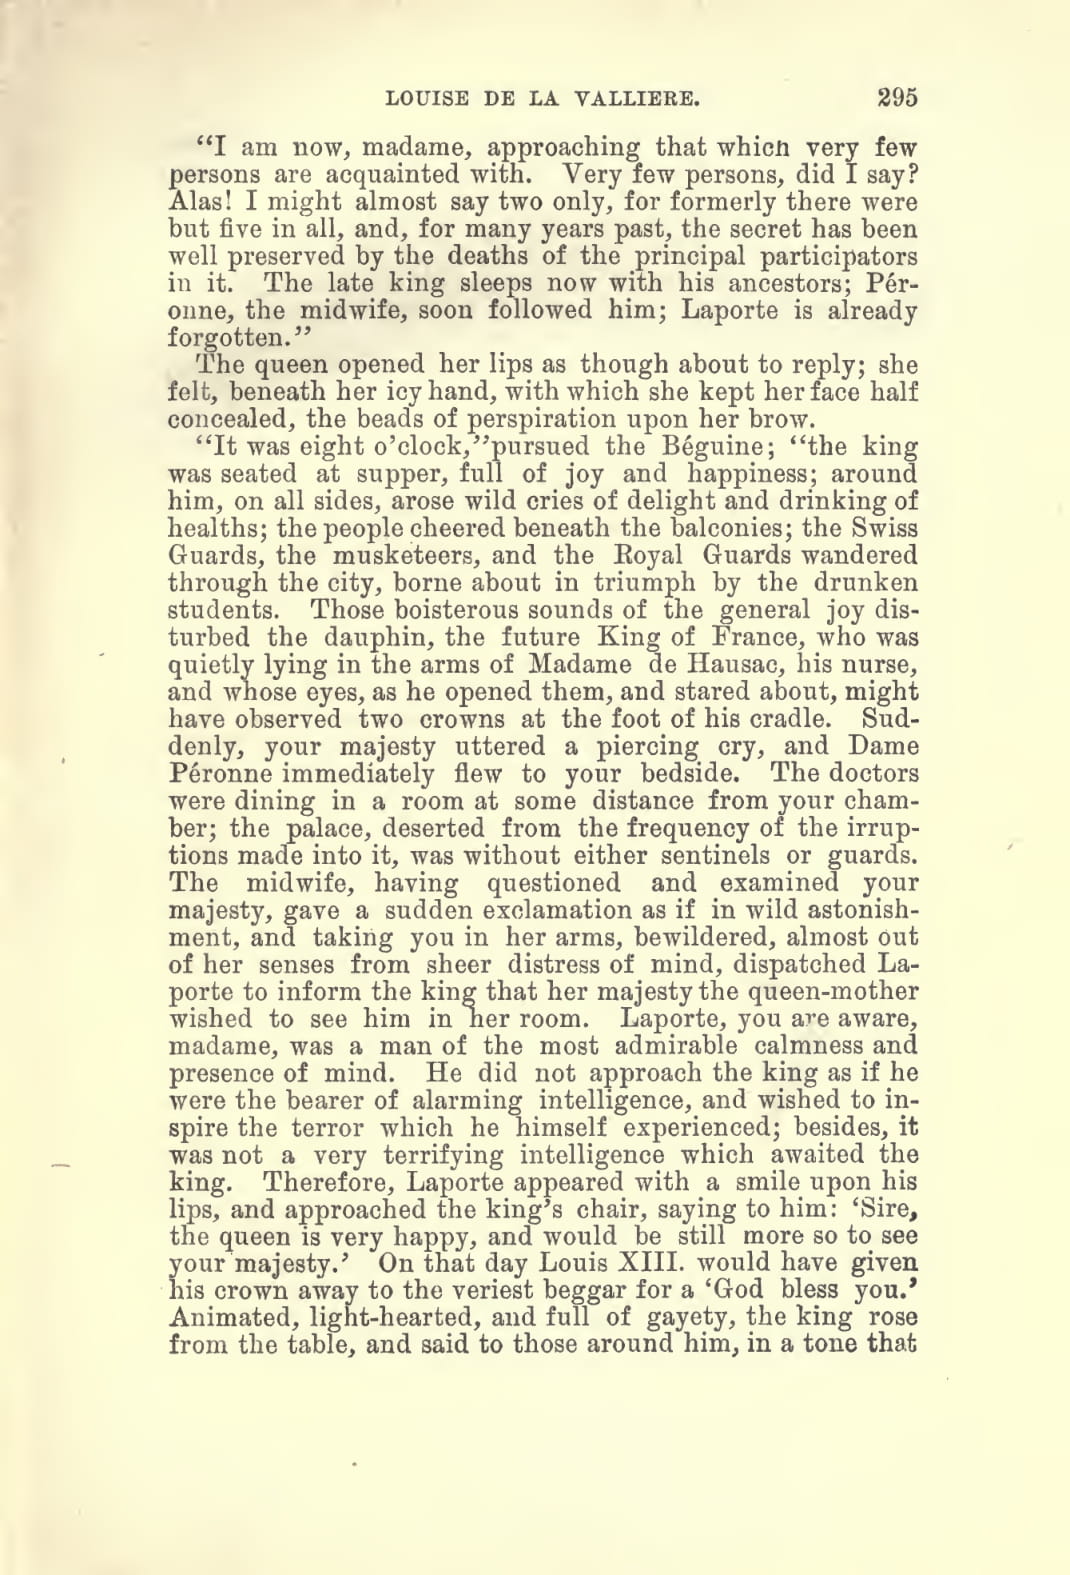 LOUISE DE LA VALLIERE. 295
“I am now, madame, approaching that which very few
persons are acquainted with. Very few persons, did I say?
Alas! I might almost say two only, for formerly there were
but five in all, and, for many years past, the secret has been
well preserved by the deaths of the principal participators
in it. The late king sleeps now with his ancestors; Pér-
onne, the midwife, soon followed him; Laporte is already
forgotten.”
The queen opened her lips as though about to reply; she
felt, beneath her icy hand, with which she kept her face half
concealed, the beads of perspiration upon her brow.
“It was eight o’clock,” pursued the Béguine; “the king
was seated at supper, full of joy and happiness; around
him, on all sides, arose wild cries of delight and drinking of
healths; the people cheered beneath the balconies; the Swiss
Guards, the musketeers, and the Royal Guards wandered
through the city, borne about in triumph by the drunken
students. Those boisterous sounds of the general joy dis-
turbed the dauphin, the future King of France, who was
quietly lying in the arms of Madame de Hausac, his nurse,
and whose eyes, as he opened them, and stared about, might
have observed two crowns at the foot of his cradle. Sud-
denly, your majesty uttered a piercing cry, and Dame
Péronne immediately flew to your bedside. The doctors
were dining in a room at some distance from your cham-
ber; the palace, deserted from the frequency of the irrup-
tions made into it, was without either sentinels or guards.
The midwife, having questioned and examined your
majesty, gave a sudden exclamation as if in wild astonish-
ment, and taking you in her arms, bewildered, almost out
of her senses from sheer distress of mind, dispatched La-
porte to inform the king that her majesty the queen-mother
wished to see him in her room. Laporte, you are aware,
madame, was a man of the most admirable calmness and
presence of mind. He did not approach the king as if he
were the bearer of alarming intelligence, and wished to in-
spire the terror which he himself experienced; besides, it
was not a very terrifying intelligence which awaited the
king. Therefore, Laporte appeared with a smile upon his
lips, and approached the king’s chair, saying to him: ‘Sire,
the queen is very happy, and would be still more so to see
your majesty.’ On that day Louis XIII. would have given
his crown away to the veriest beggar for a ‘God bless you.’
Animated, light-hearted, and full of gayety, the king rose
from the table, and said to those around him, in a tone that